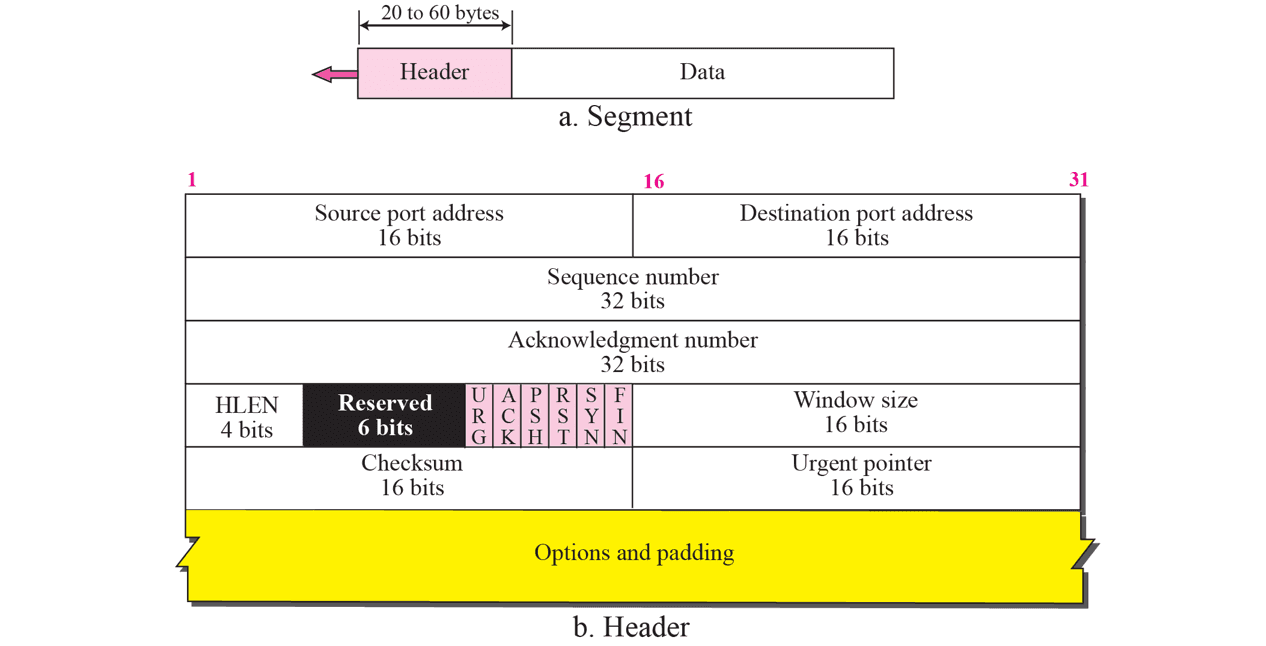 20 to 60 bytes
Header
Data
a. Segment
1
16
31
Source port address
16 bits
Destination port address
16 bits
Sequence number
32 bits
Acknowledgment number
32 bits
HLEN
4 bits
Reserved
6 bits
URG
ACK
PSH
RST
SYN
FIN
Window size
16 bits
Checksum
16 bits
Urgent pointer
16 bits
Options and padding
b. Header